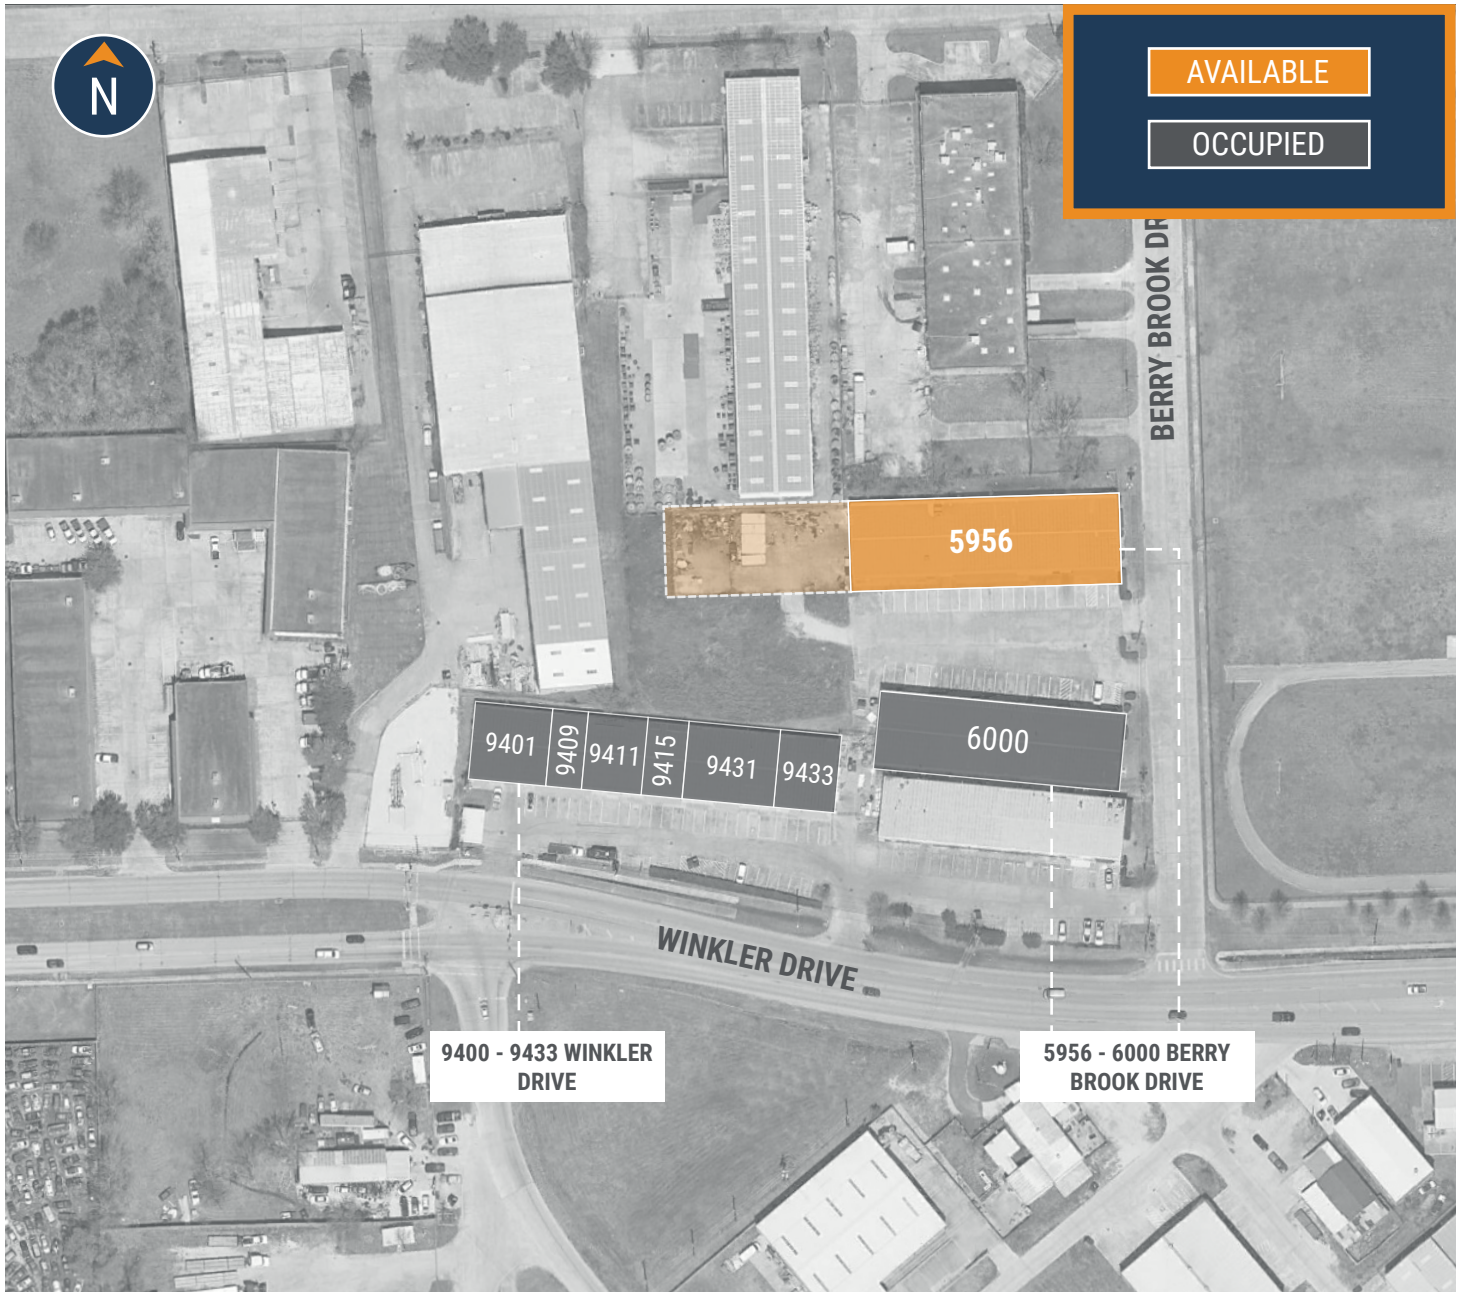 N
AVAILABLE
OCCUPIED
BERRY BROOK DR
5956
6000
9401
9409
9411
9415
9431
9433
WINKLER DRIVE
9400 - 9433 WINKLER
DRIVE
5956 - 6000 BERRY
BROOK DRIVE